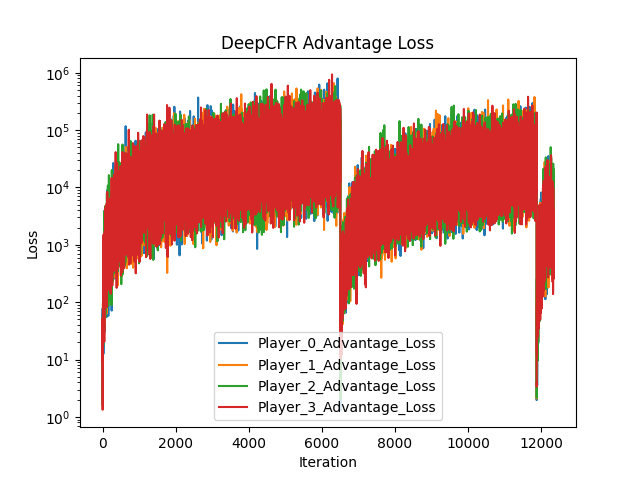 DeepCFR Advantage Loss
Loss
10^6
10^5
10^4
10^3
10^2
10^1
10^0
Player_0_Advantage_Loss
Player_1_Advantage_Loss
Player_2_Advantage_Loss
Player_3_Advantage_Loss
0 2000 4000 6000 8000 10000 12000
Iteration